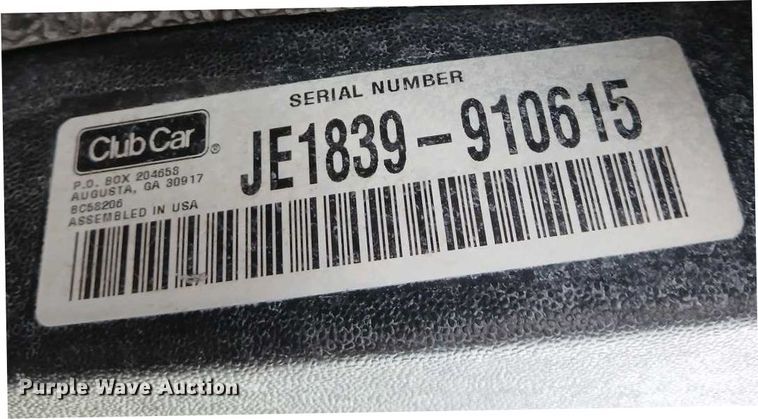 SERIAL NUMBER
Club Car®
JE1839-910615
P.O. BOX 204658
AUGUSTA, GA 30917
8C58206
ASSEMBLED IN USA
Purple Wave Auction